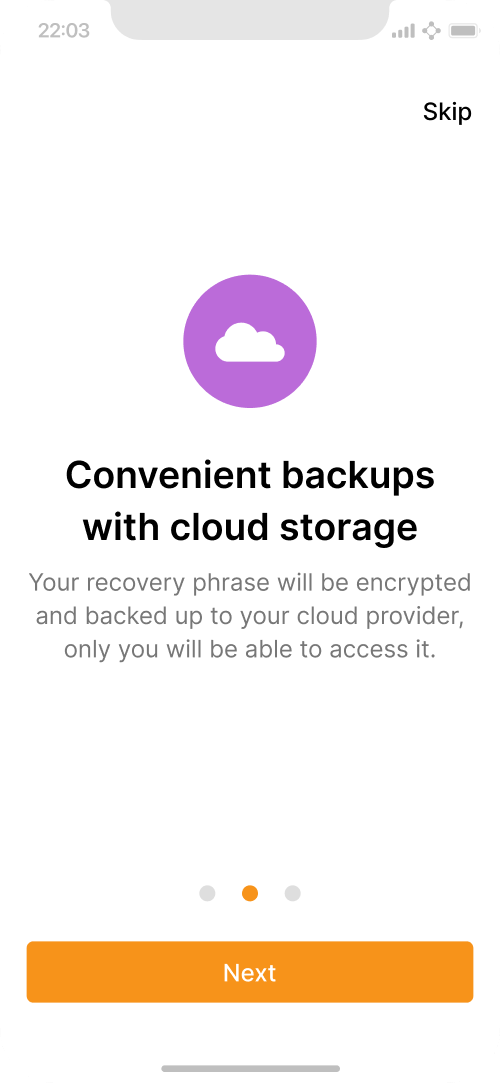 22:03
Skip
Convenient backups
with cloud storage
Your recovery phrase will be encrypted
and backed up to your cloud provider,
only you will be able to access it.
Next